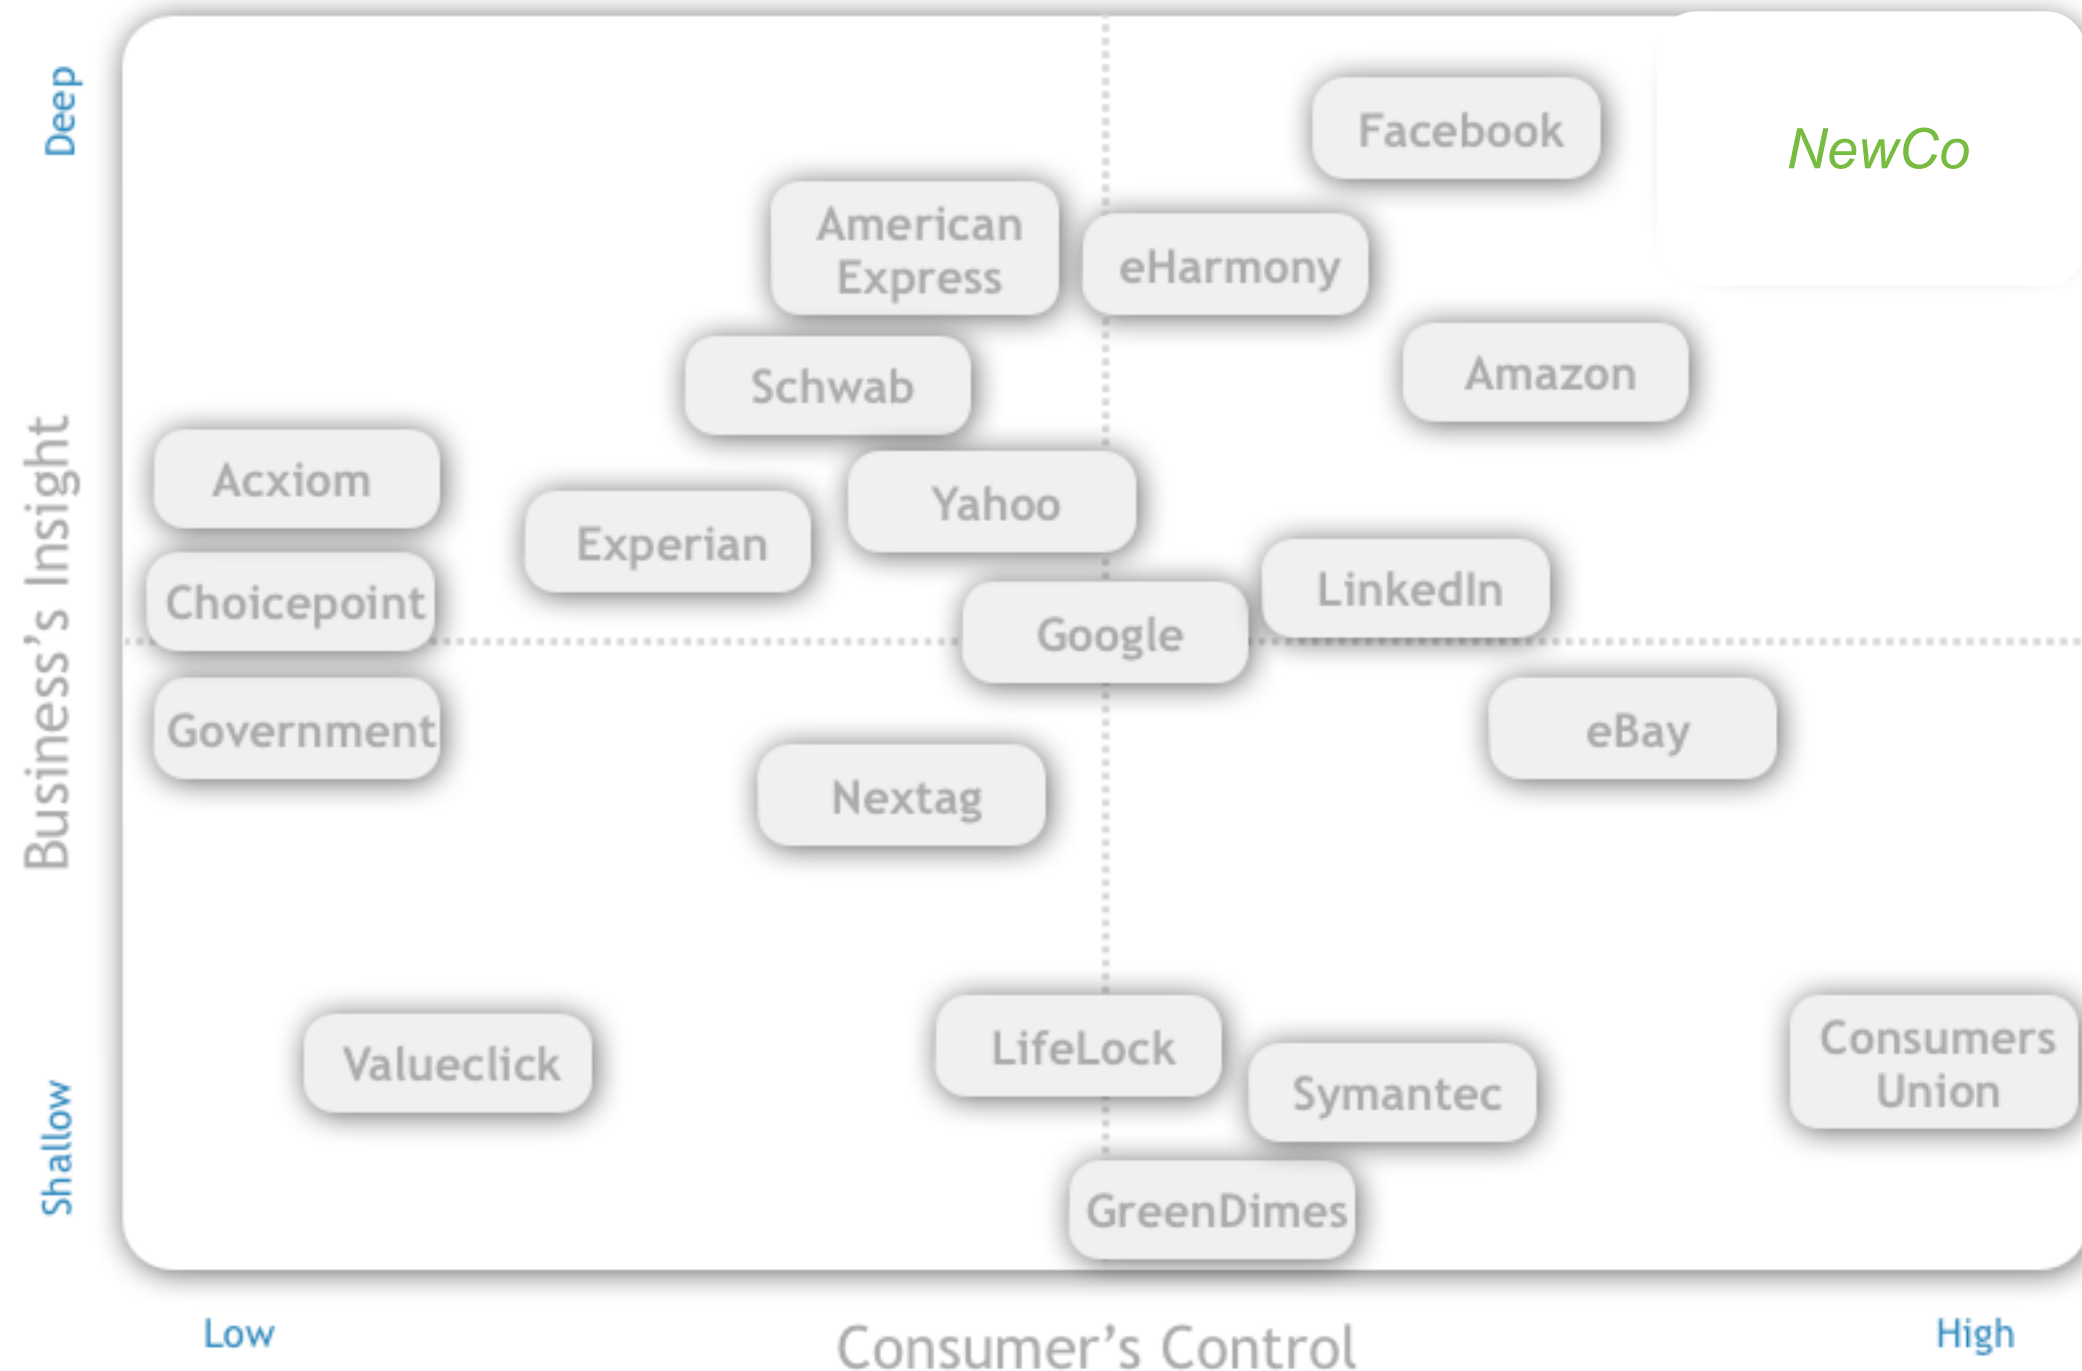 Deep
Facebook
NewCo
American
Express
eHarmony
Schwab
Amazon
Acxiom
Yahoo
Experian
LinkedIn
Choicepoint
Google
Business’s Insight
Government
eBay
Nextag
Shallow
Valueclick
LifeLock
Symantec
Consumers
Union
GreenDimes
Low
Consumer’s Control
High